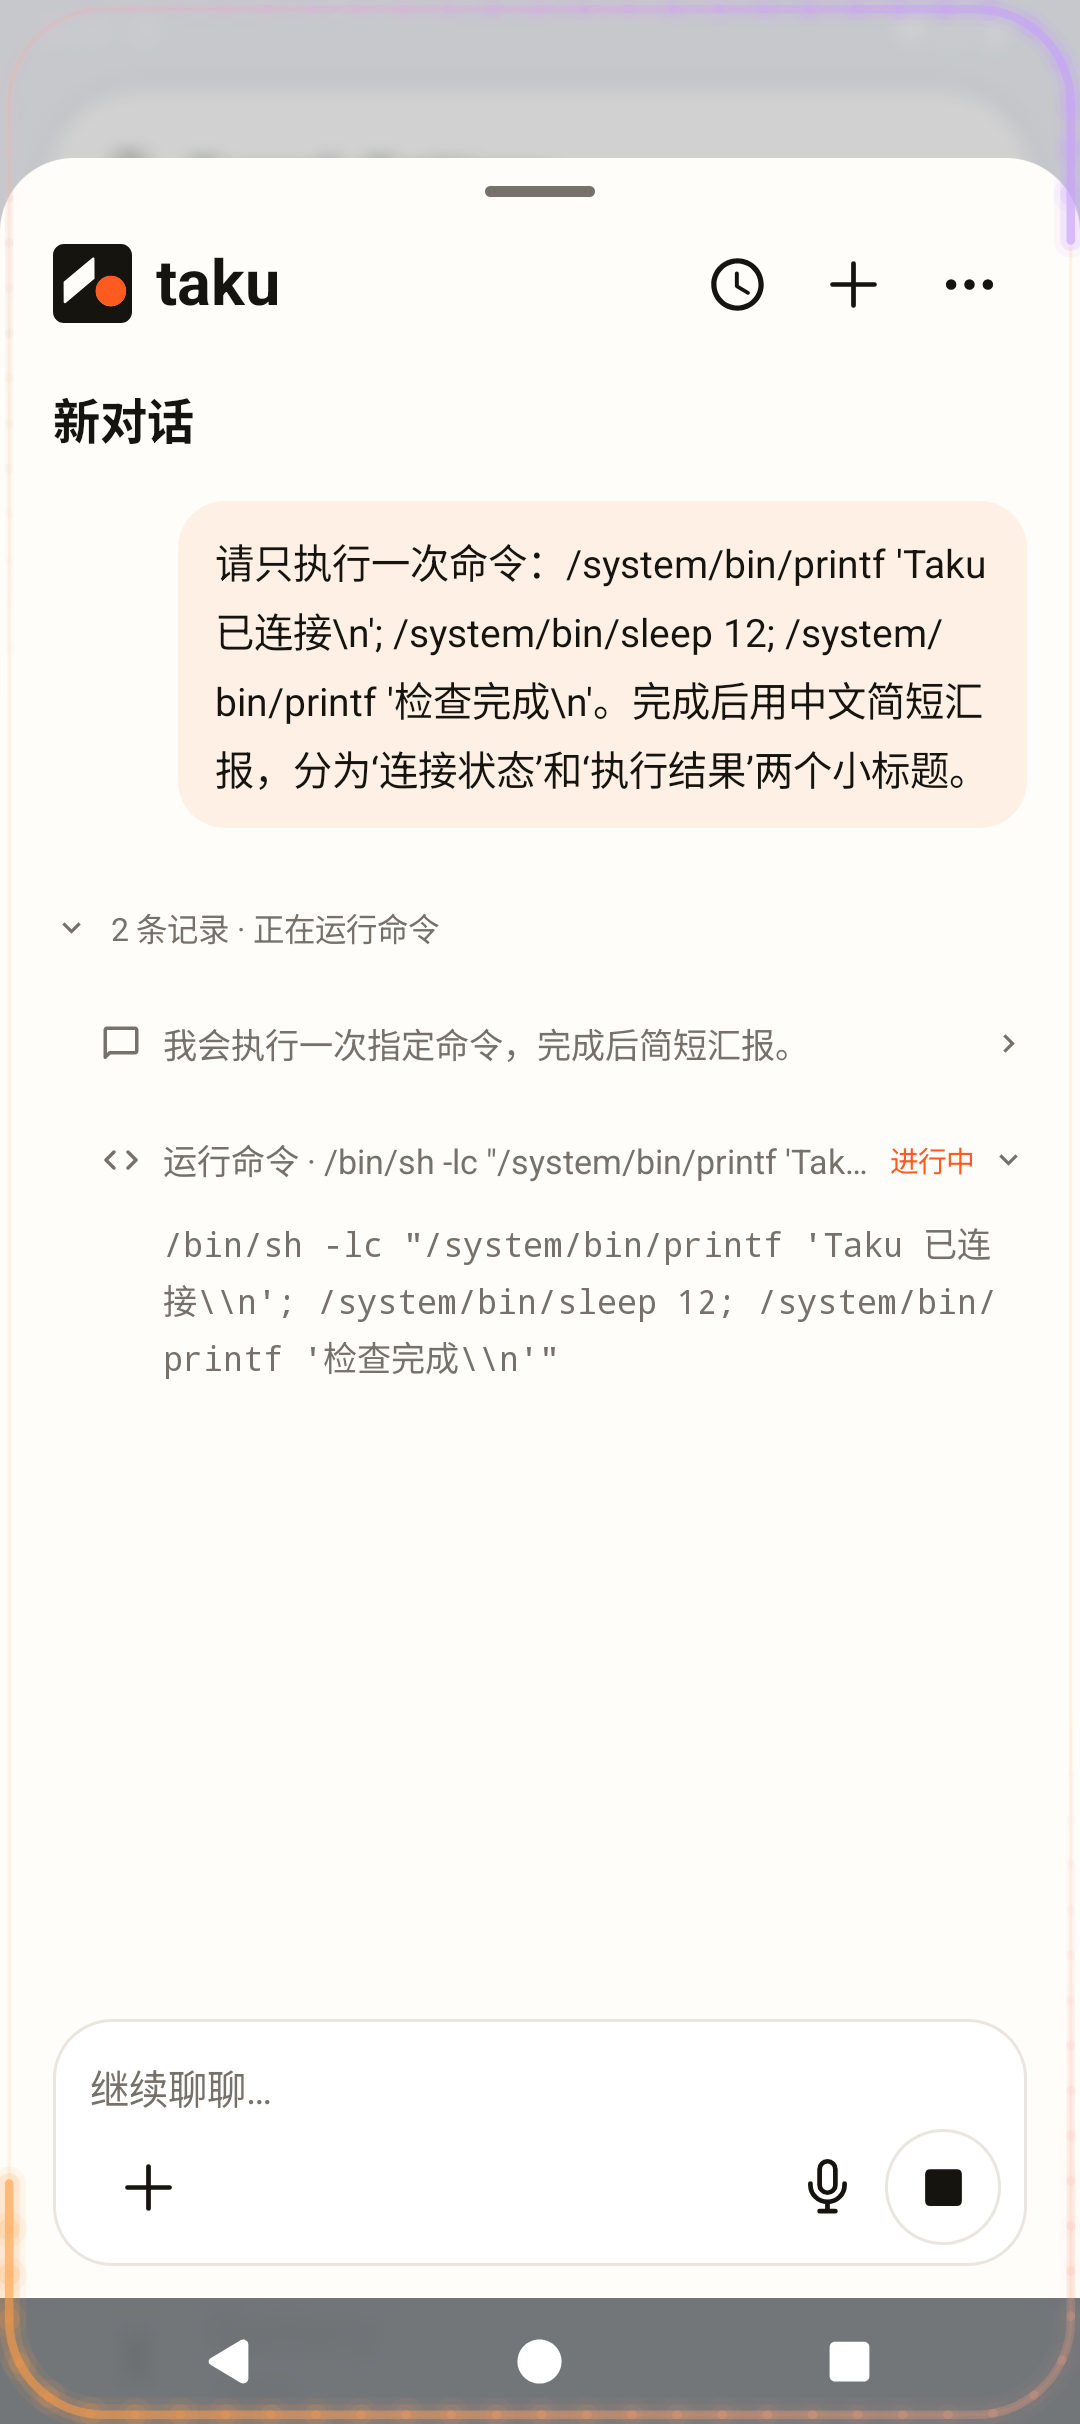 taku
新对话
请只执行一次命令：/system/bin/printf 'Taku
已连接\n'; /system/bin/sleep 12; /system/
bin/printf '检查完成\n'。完成后用中文简短汇
报，分为‘连接状态’和‘执行结果’两个小标题。
2 条记录 · 正在运行命令
我会执行一次指定命令，完成后简短汇报。
运行命令 · /bin/sh -lc "/system/bin/printf 'Tak... 进行中
/bin/sh -lc "/system/bin/printf 'Taku 已连
接\\n'; /system/bin/sleep 12; /system/bin/
printf '检查完成\\n'"
继续聊聊...